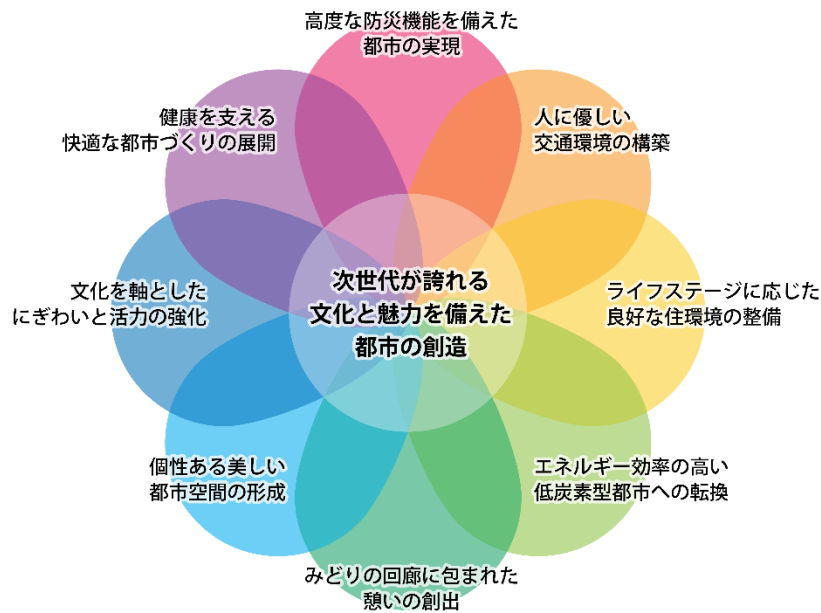 高度な防災機能を備えた
都市の実現
人に優しい
交通環境の構築
ライフステージに応じた
良好な住環境の整備
エネルギー効率の高い
低炭素型都市への転換
みどりの回廊に包まれた
憩いの創出
個性ある美しい
都市空間の形成
文化を軸とした
にぎわいと活力の強化
健康を支える
快適な都市づくりの展開
次世代が誇れる
文化と魅力を備えた
都市の創造